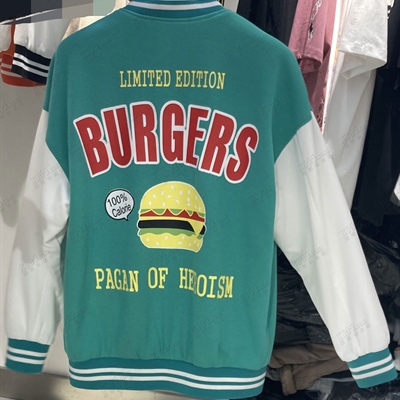 LIMITED EDITION
BURGERS
100%
Calorie
PAGAN OF HEROISM